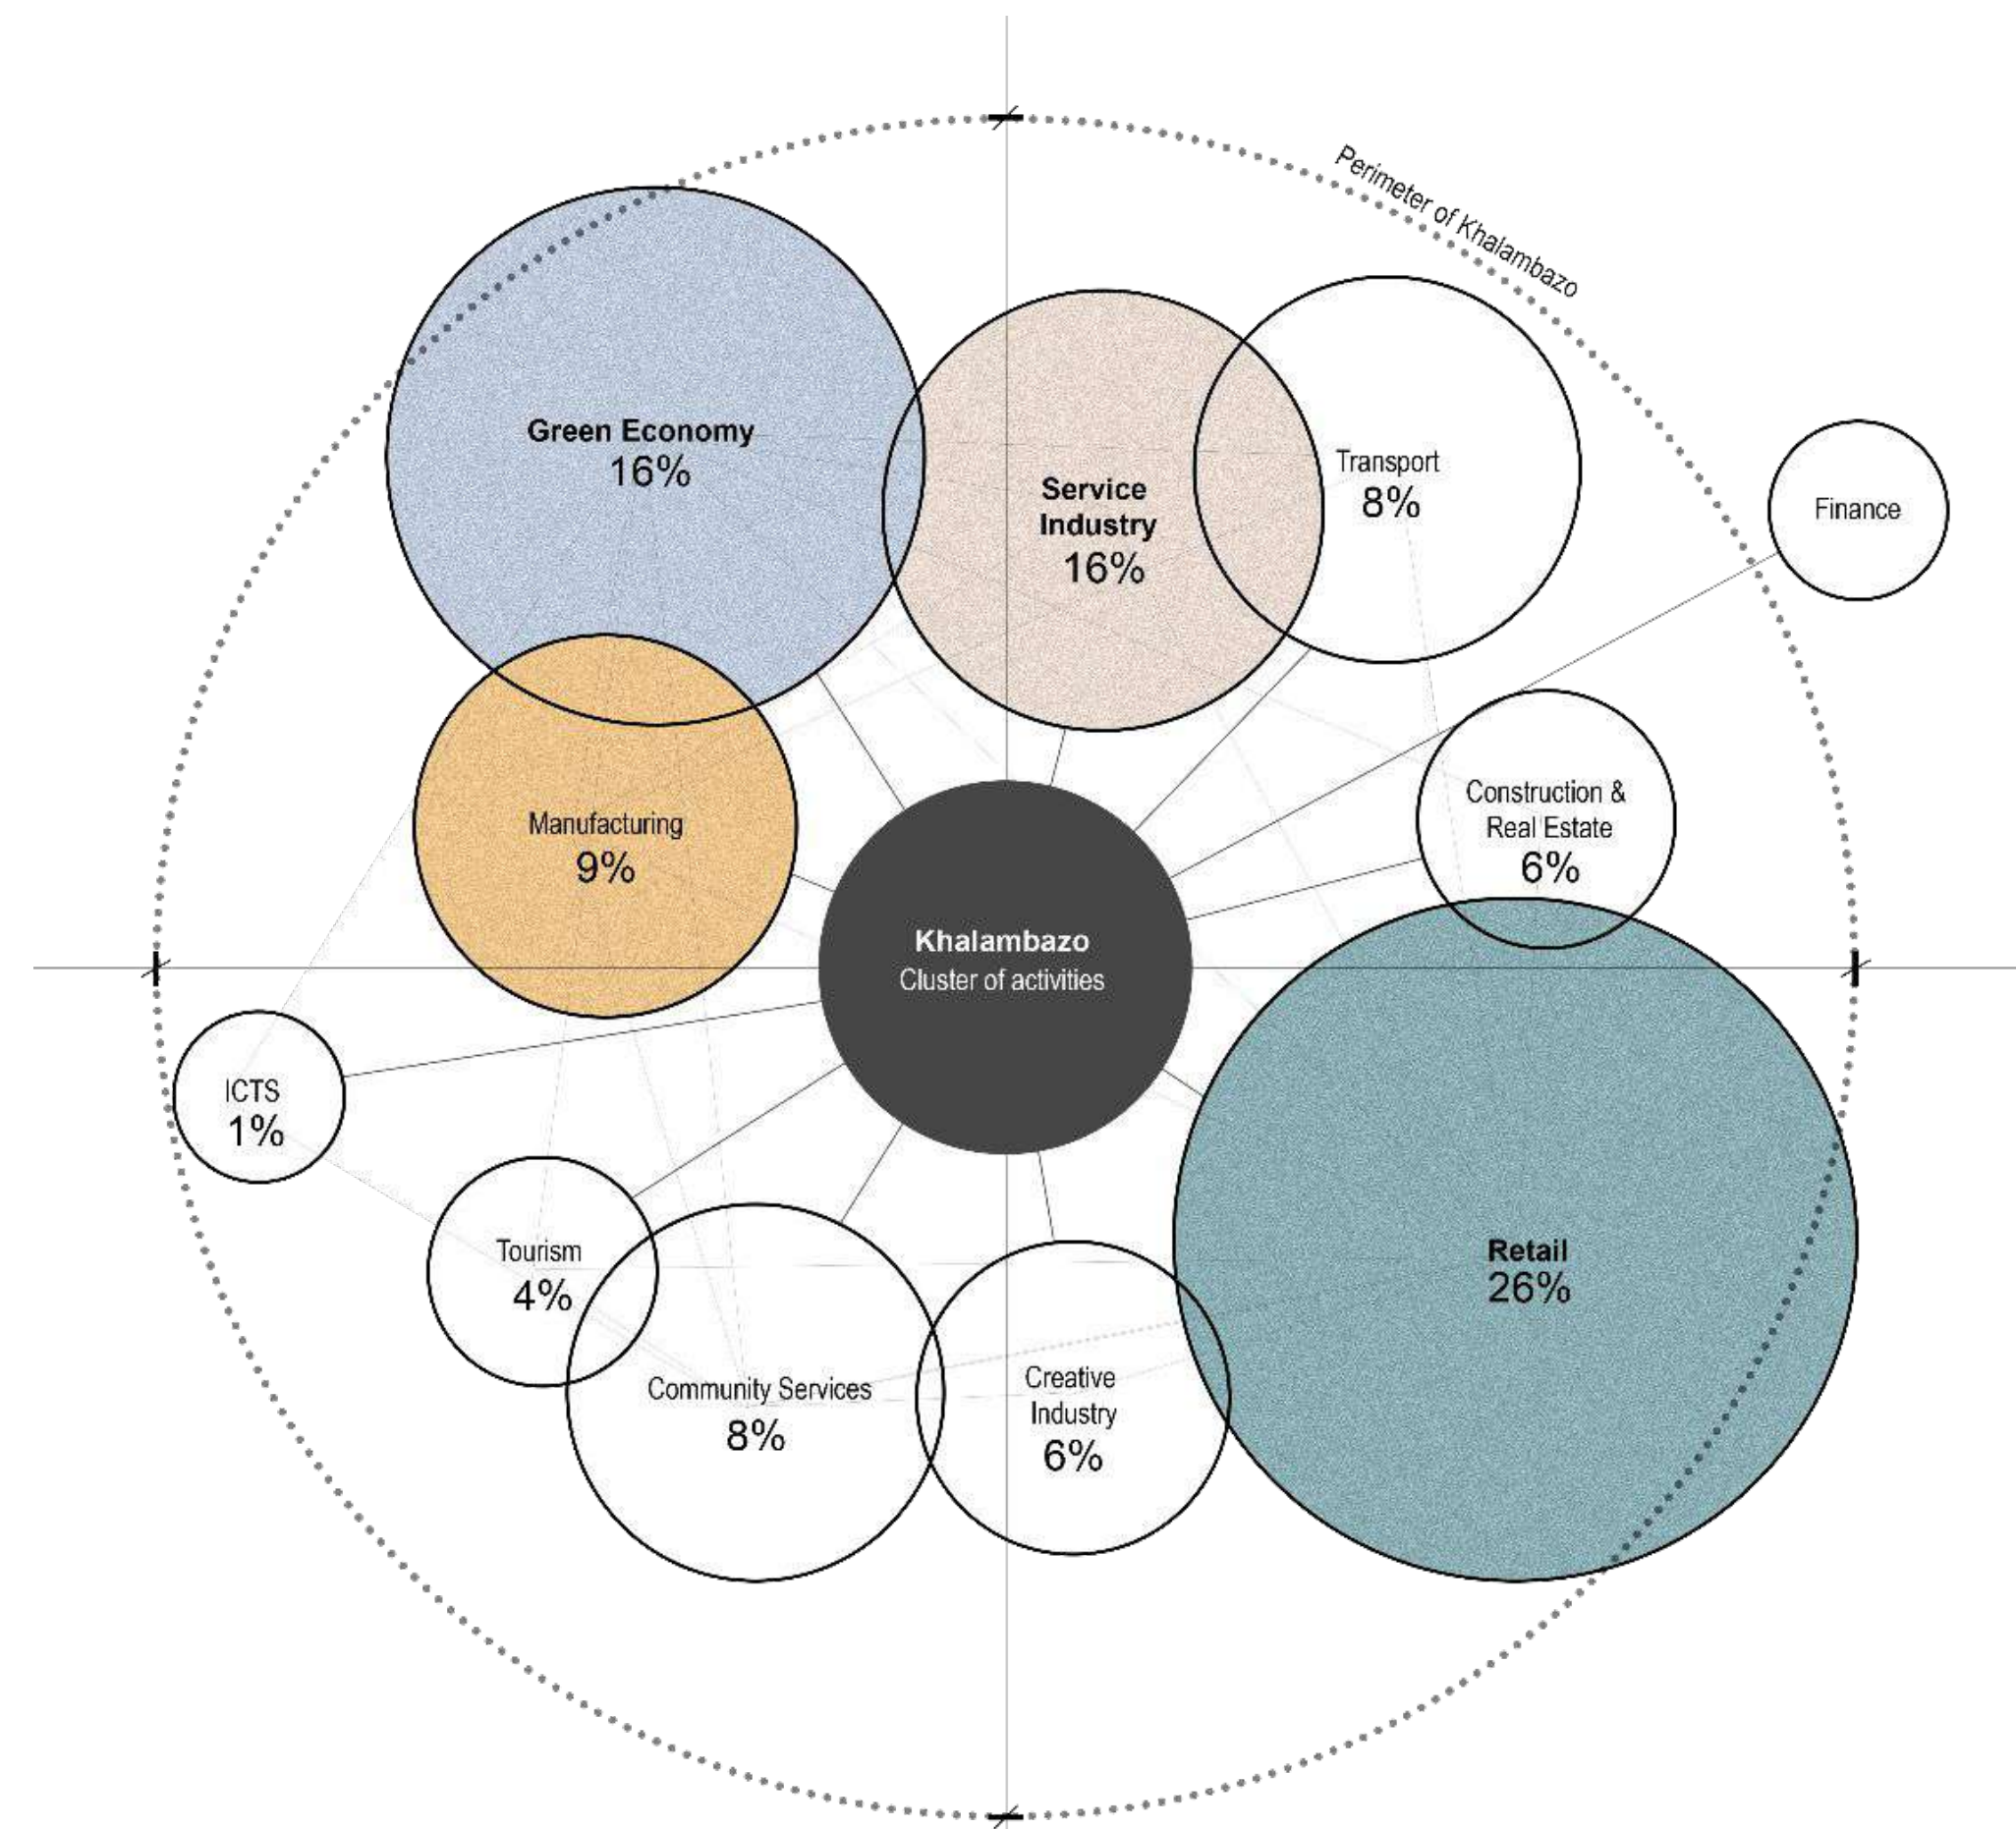 Perimeter of Khalambazo
Green Economy
16%
Service
Industry
16%
Transport
8%
Finance
Manufacturing
9%
Construction &
Real Estate
6%
Khalambazo
Cluster of activities
ICTS
1%
Tourism
4%
Community Services
8%
Creative
Industry
6%
Retail
26%